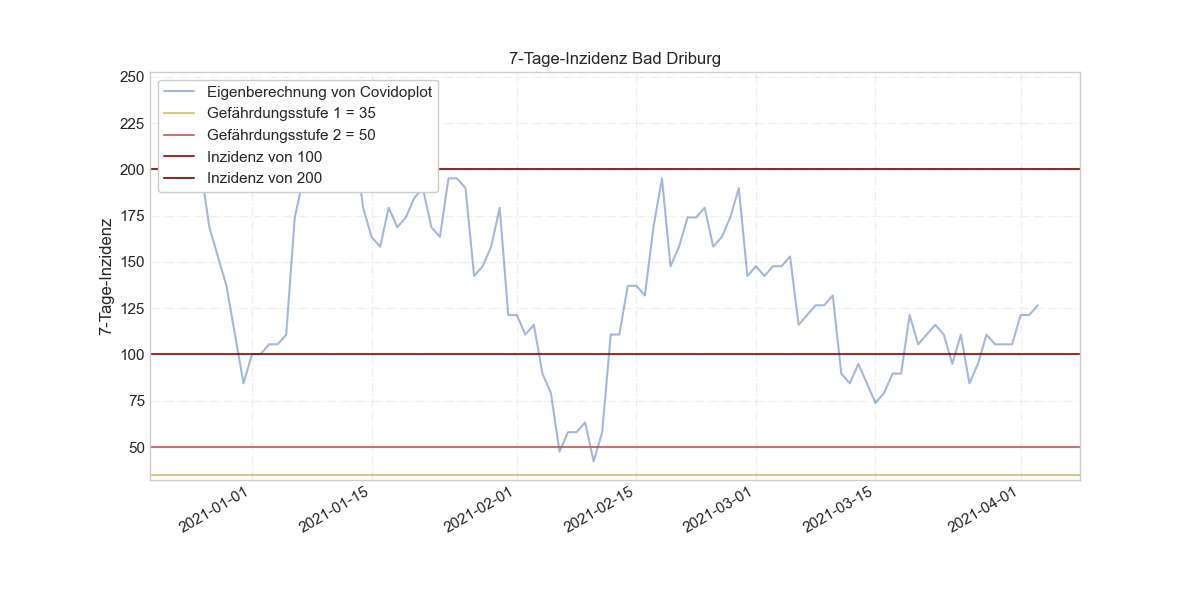 7-Tage-Inzidenz Bad Driburg
Eigenberechnung von Covidoplot
Gefährdungsstufe 1 = 35
Gefährdungsstufe 2 = 50
Inzidenz von 100
Inzidenz von 200
7-Tage-Inzidenz
250
225
200
175
150
125
100
75
50
2021-01-01
2021-01-15
2021-02-01
2021-02-15
2021-03-01
2021-03-15
2021-04-01